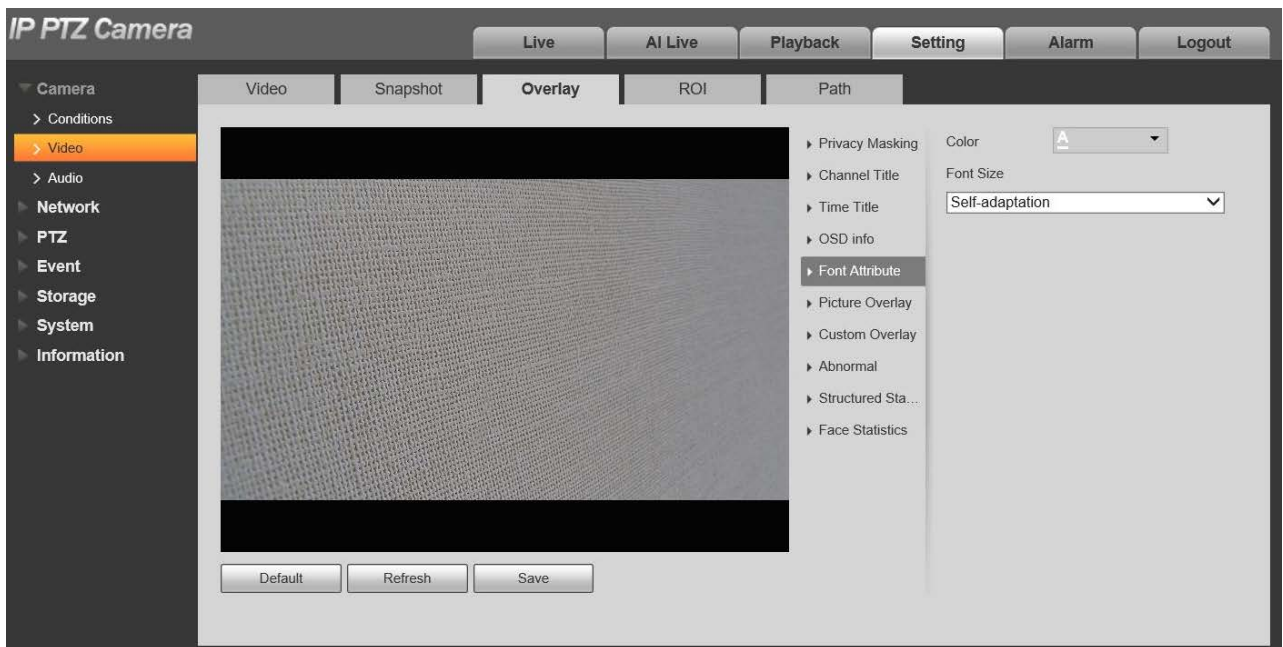 IP PTZ Camera
Live
AI Live
Playback
Setting
Alarm
Logout
Camera
Conditions
Video
Audio
Network
PTZ
Event
Storage
System
Information
Video
Snapshot
Overlay
ROI
Path
Privacy Masking
Channel Title
Time Title
OSD info
Font Attribute
Picture Overlay
Custom Overlay
Abnormal
Structured Sta...
Face Statistics
Color
A
Font Size
Self-adaptation
Default
Refresh
Save